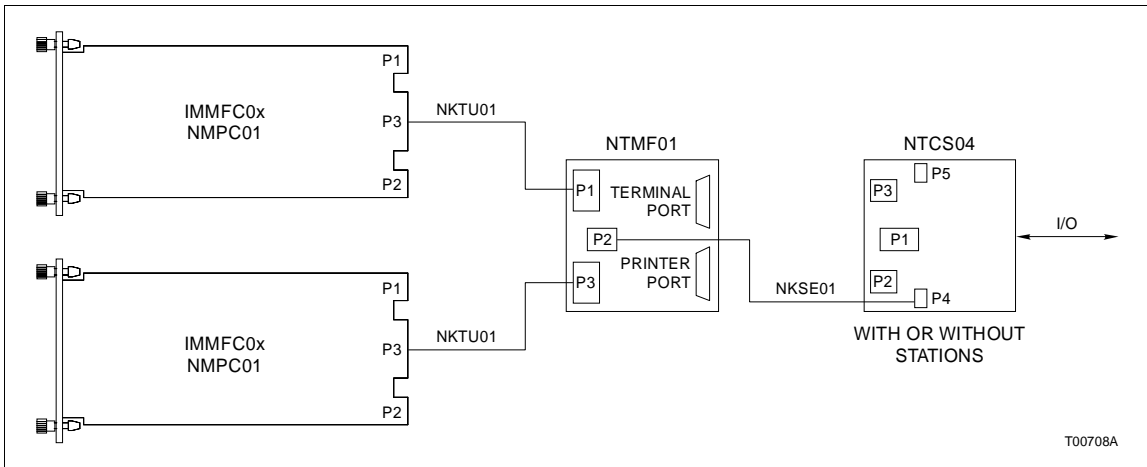 P1
IMMFC0x
NMPC01
P3
P2
NKTU01
P1
IMMFC0x
NMPC01
P3
P2
NKTU01
NTMF01
P1
TERMINAL
PORT
P2
PRINTER
PORT
P3
NKSE01
NTCS04
P5
P3
P1
P2
P4
I/O
WITH OR WITHOUT
STATIONS
T00708A